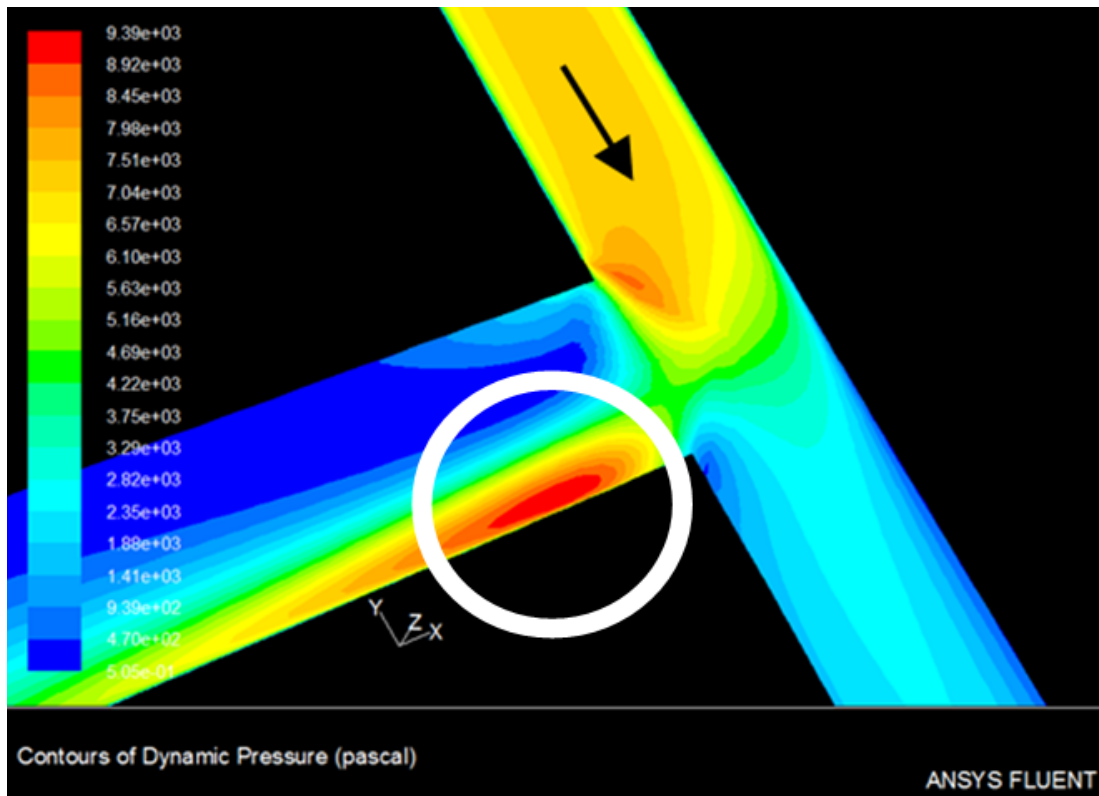 9.39e+03
8.92e+03
8.45e+03
7.98e+03
7.51e+03
7.04e+03
6.57e+03
6.10e+03
5.63e+03
5.16e+03
4.69e+03
4.22e+03
3.75e+03
3.29e+03
2.82e+03
2.35e+03
1.88e+03
1.41e+03
9.39e+02
4.70e+02
5.05e-01
Y
Z
X
Contours of Dynamic Pressure (pascal)
ANSYS FLUENT